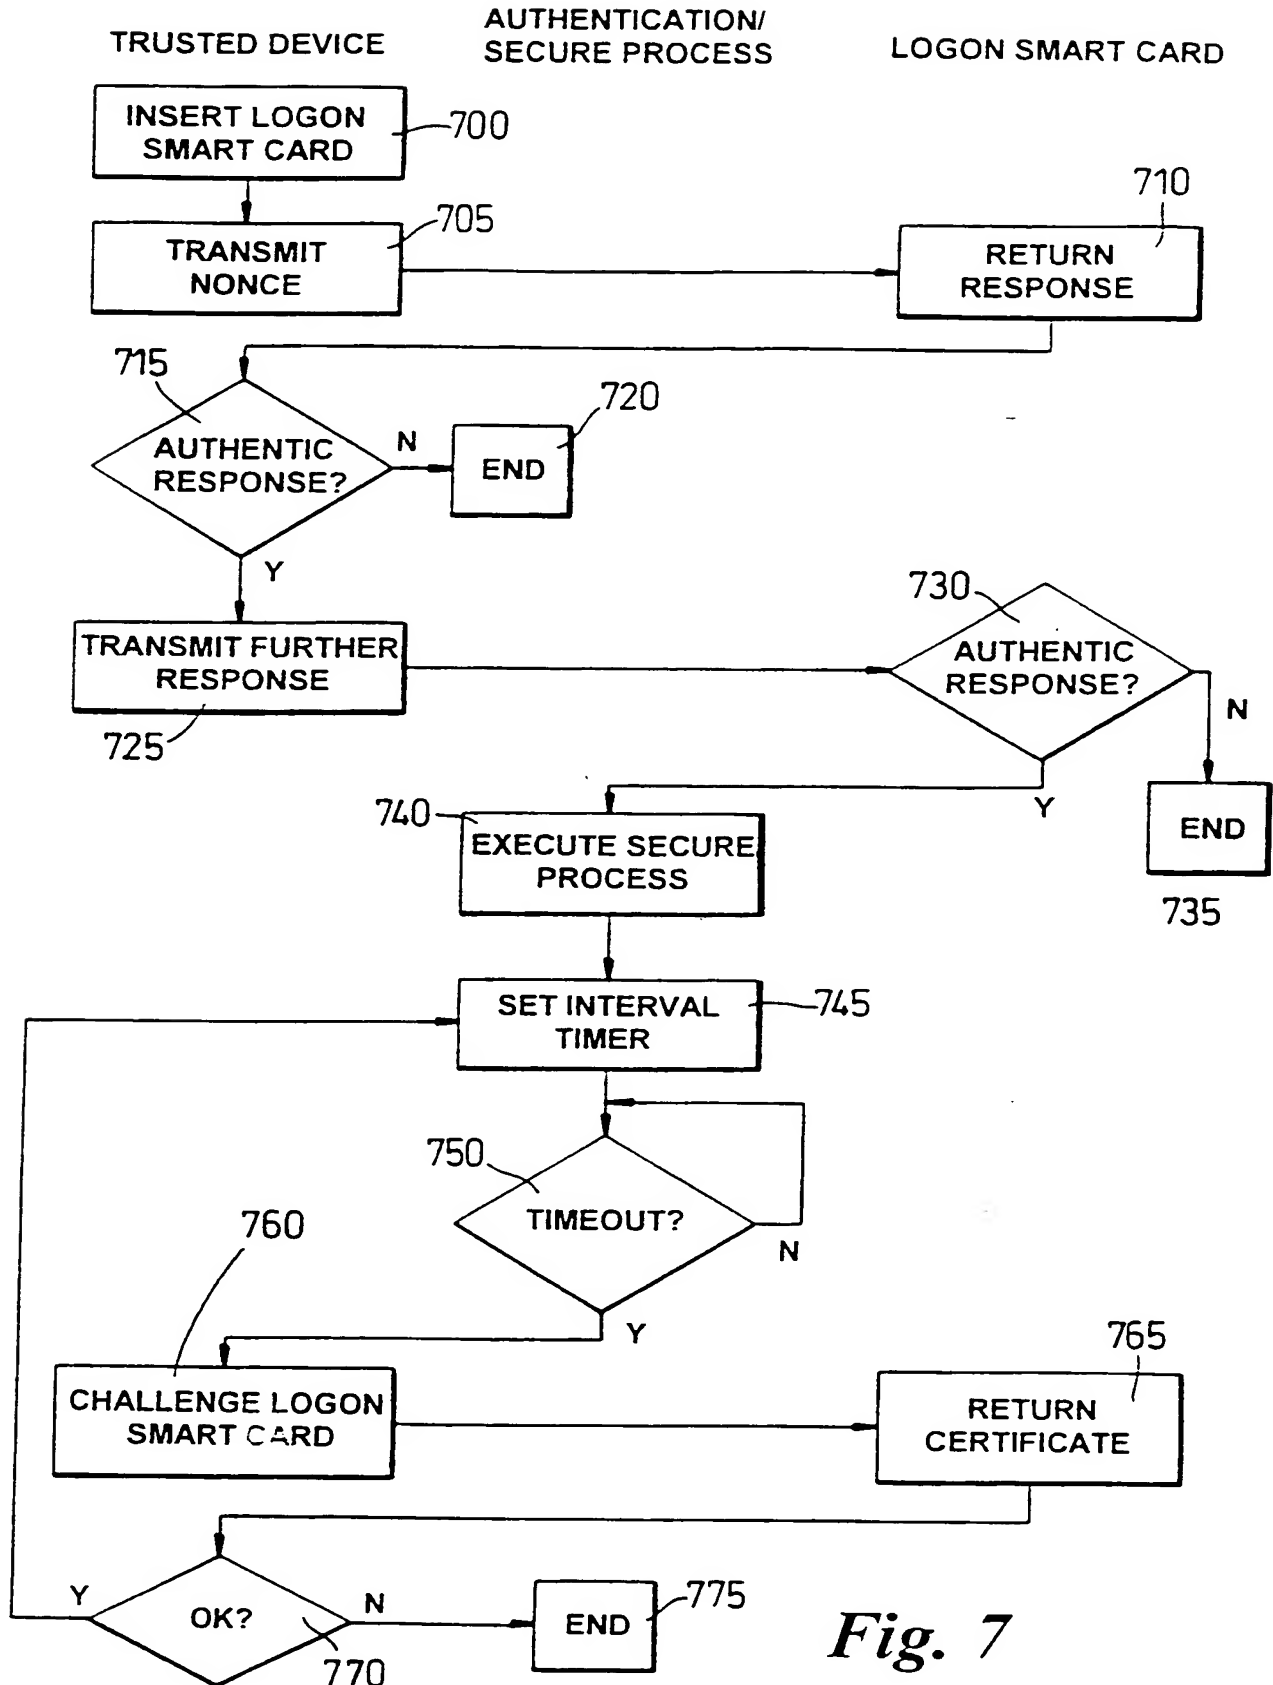 TRUSTED DEVICE
AUTHENTICATION/
SECURE PROCESS
LOGON SMART CARD
INSERT LOGON
SMART CARD
700
TRANSMIT
NONCE
705
710
RETURN
RESPONSE
715
AUTHENTIC
RESPONSE?
N
END
720
Y
TRANSMIT FURTHER
RESPONSE
725
730
AUTHENTIC
RESPONSE?
N
END
735
Y
740
EXECUTE SECURE
PROCESS
SET INTERVAL
TIMER
745
750
TIMEOUT?
N
Y
760
CHALLENGE LOGON
SMART CARD
765
RETURN
CERTIFICATE
Y
OK?
N
770
END
775
Fig. 7